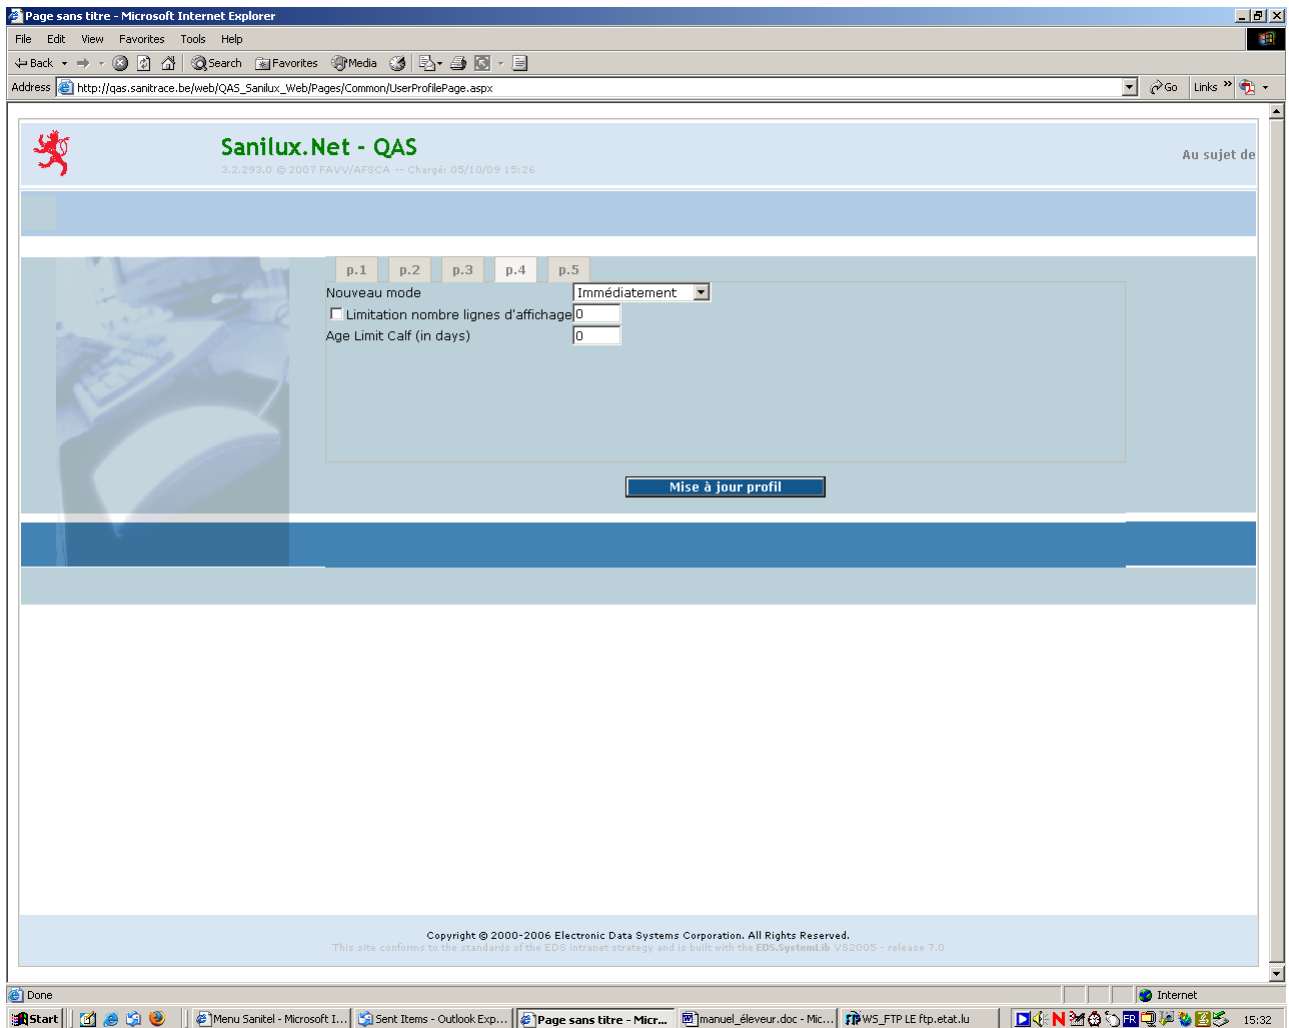 Page sans titre - Microsoft Internet Explorer
File Edit View Favorites Tools Help
Back Search Favorites Media
Address http://qas.sanitrace.be/web/QAS_Sanilux_Web/Pages/Common/UserProfilePage.aspx Go Links »
Sanilux.Net - QAS
3.2.293.0 © 2007 FAVV/AFSCA -- Chargé: 05/10/09 15:26
Au sujet de
p.1 p.2 p.3 p.4 p.5
Nouveau mode Immédiatement
Limitation nombre lignes d'affichage 0
Age Limit Calf (in days) 0
Mise à jour profil
Copyright © 2000-2006 Electronic Data Systems Corporation. All Rights Reserved.
This site conforms to the standards of the EDS intranet strategy and is built with the EDS.SystemLib VS2005 - release 7.0
Done Internet
Start Menu Sanitel - Microsoft I... Sent Items - Outlook Exp... Page sans titre - Micr... manuel_éleveur.doc - Mic... WS_FTP LE ftp.etat.lu N FR 15:32